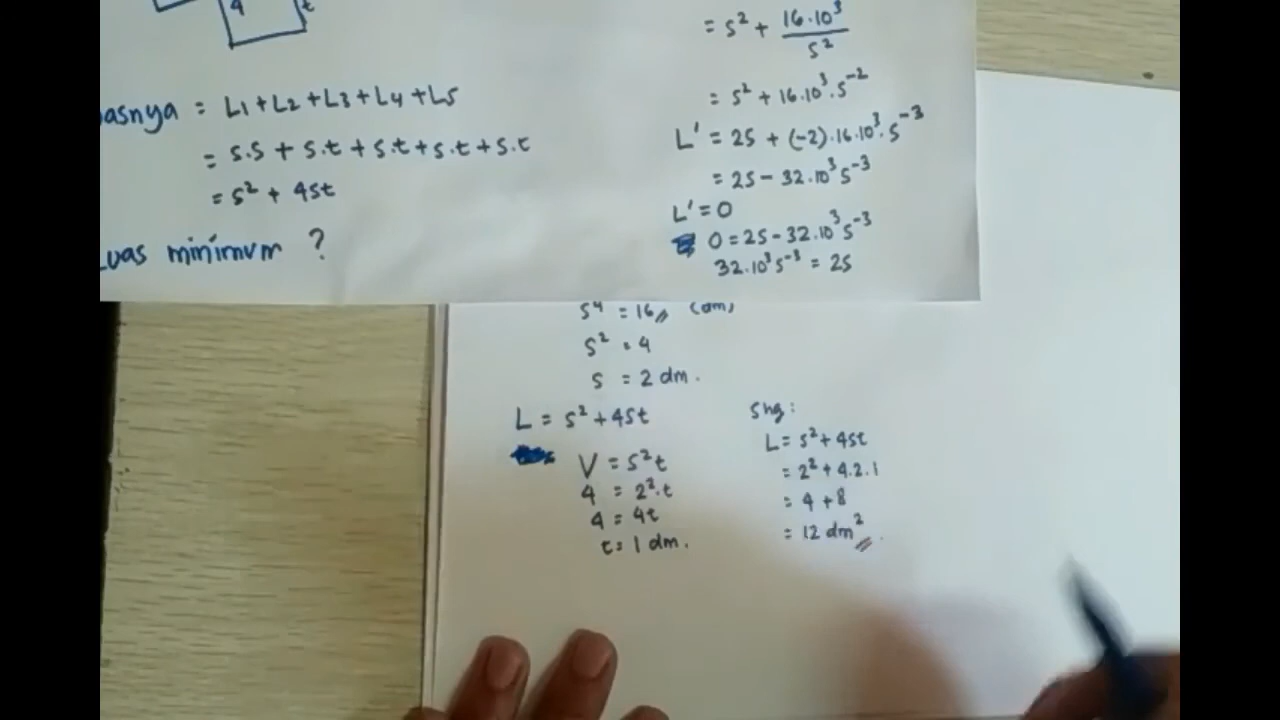 4 t
asnya = L1 + L2 + L3 + L4 + L5
= s.s + s.t + s.t + s.t + s.t
= s² + 4st
Luas minimum ?
= s² + 16.10³/s²
= s² + 16.10³.s⁻²
L' = 2s + (-2).16.10³.s⁻³
= 2s - 32.10³s⁻³
L' = 0
0 = 2s - 32.10³s⁻³
32.10³s⁻³ = 2s
s⁴ = 16 (dm)
s² = 4
s = 2 dm.
L = s² + 4st
V = s²t
4 = 2².t
4 = 4t
t = 1 dm.
shg :
L = s² + 4st
= 2² + 4.2.1
= 4 + 8
= 12 dm²